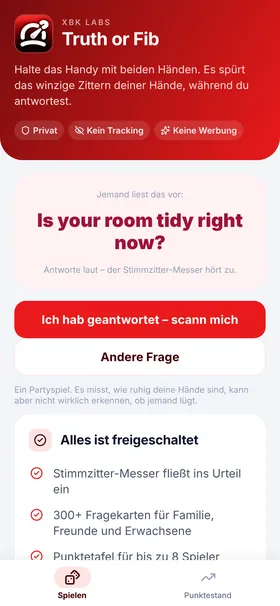 XBK LABS
Truth or Fib
Halte das Handy mit beiden Händen. Es spürt
das winzige Zittern deiner Hände, während du
antwortest.
Privat
Kein Tracking
Keine Werbung
Jemand liest das vor:
Is your room tidy right
now?
Antworte laut – der Stimmzitter-Messer hört zu.
Ich hab geantwortet – scann mich
Andere Frage
Ein Partyspiel. Es misst, wie ruhig deine Hände sind, kann
aber nicht wirklich erkennen, ob jemand lügt.
Alles ist freigeschaltet
Stimmzitter-Messer fließt ins Urteil
ein
300+ Fragekarten für Familie,
Freunde und Erwachsene
Punktetafel für bis zu 8 Spieler
Spielen
Punktestand